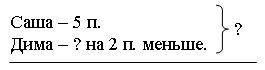 Саша – 5 п.
Дима – ? на 2 п. меньше.
?